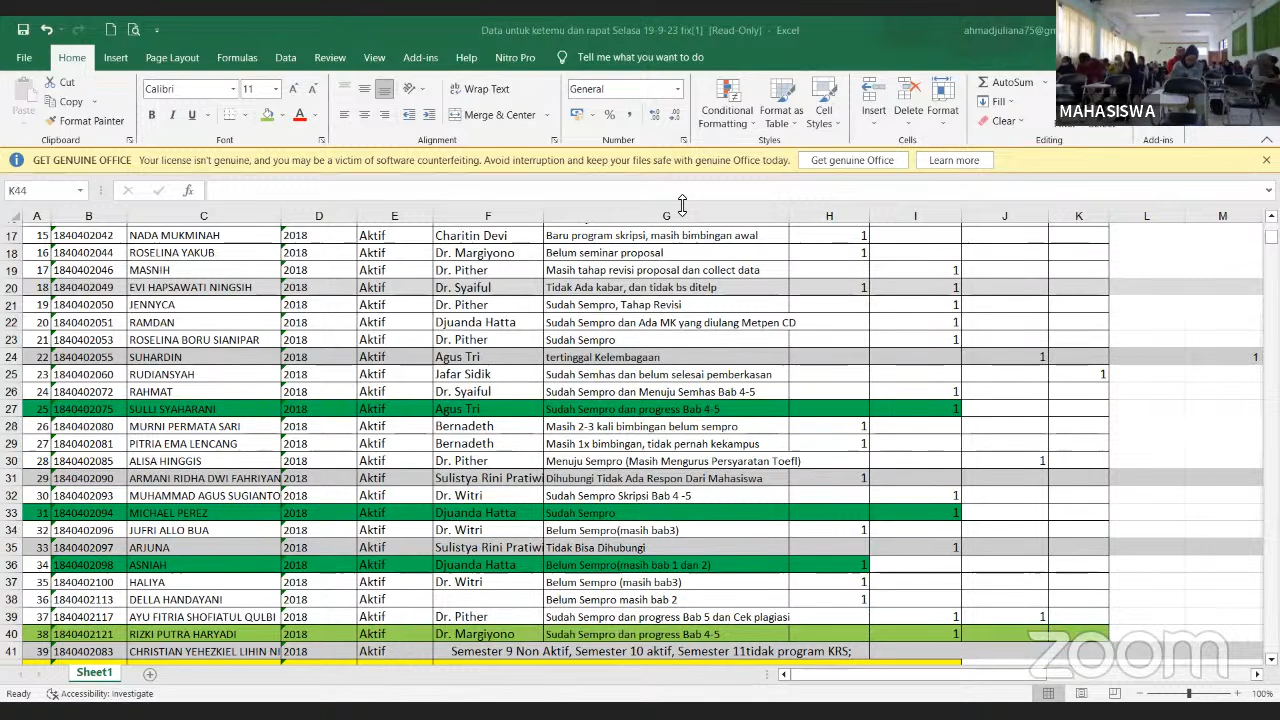 Data untuk ketemu dan rapat Selasa 19-9-23 fix[1] [Read-Only] - Excel
ahmadjuliana75@gm
File Home Insert Page Layout Formulas Data Review View Add-ins Help Nitro Pro Tell me what you want to do
MAHASISWA
Cut
Copy
Format Painter
Paste
Clipboard
Calibri 11
B I U A
Font
Wrap Text
Merge & Center
Alignment
General
Number
Conditional Formatting
Format as Table
Cell Styles
Styles
Insert Delete Format
AutoSum
Fill
Clear
Editing
Add-ins
GET GENUINE OFFICE Your license isn't genuine, and you may be a victim of software counterfeiting. Avoid interruption and keep your files safe with genuine Office today. Get genuine Office Learn more
K44 fx
A B C D E F G H I J K L M
17 15 1840402042 NADA MUKMINAH 2018 Aktif Charitin Devi Baru program skripsi, masih bimbingan awal 1
18 16 1840402044 ROSELINA YAKUB 2018 Aktif Dr. Margiyono Belum seminar proposal 1
19 17 1840402046 MASNIH 2018 Aktif Dr. Pither Masih tahap revisi proposal dan collect data 1
20 18 1840402049 EVI HAPSAWATI NINGSIH 2018 Aktif Dr. Syaiful Tidak Ada kabar, dan tidak bs ditelp 1 1
21 19 1840402050 JENNYCA 2018 Aktif Dr. Pither Sudah Sempro, Tahap Revisi 1
22 20 1840402051 RAMDAN 2018 Aktif Djuanda Hatta Sudah Sempro dan Ada MK yang diulang Metpen CD 1
23 21 1840402053 ROSELINA BORU SIANIPAR 2018 Aktif Dr. Pither Sudah Sempro 1
24 22 1840402055 SUHARDIN 2018 Aktif Agus Tri tertinggal Kelembagaan 1 1
25 23 1840402060 RUDIANSYAH 2018 Aktif Jafar Sidik Sudah Semhas dan belum selesai pemberkasan 1
26 24 1840402072 RAHMAT 2018 Aktif Dr. Syaiful Sudah Sempro dan Menuju Semhas Bab 4-5 1
27 25 1840402075 SULLI SYAHARANI 2018 Aktif Agus Tri Sudah Sempro dan progress Bab 4-5 1
28 26 1840402080 MURNI PERMATA SARI 2018 Aktif Bernadeth Masih 2-3 kali bimbingan belum sempro 1
29 27 1840402081 PITRIA EMA LENCANG 2018 Aktif Bernadeth Masih 1x bimbingan, tidak pernah kekampus 1
30 28 1840402085 ALISA HINGGIS 2018 Aktif Dr. Pither Menuju Sempro (Masih Mengurus Persyaratan Toefl) 1
31 29 1840402090 ARMANI RIDHA DWI FAHRIYAN 2018 Aktif Sulistya Rini Pratiwi Dihubungi Tidak Ada Respon Dari Mahasiswa 1
32 30 1840402093 MUHAMMAD AGUS SUGIANTO 2018 Aktif Dr. Witri Sudah Sempro Skripsi Bab 4 -5 1
33 31 1840402094 MICHAEL PEREZ 2018 Aktif Djuanda Hatta Sudah Sempro 1
34 32 1840402096 JUFRI ALLO BUA 2018 Aktif Dr. Witri Belum Sempro(masih bab3) 1
35 33 1840402097 ARJUNA 2018 Aktif Sulistya Rini Pratiwi Tidak Bisa Dihubungi 1
36 34 1840402098 ASNIAH 2018 Aktif Djuanda Hatta Belum Sempro(masih bab 1 dan 2) 1
37 35 1840402100 HALIYA 2018 Aktif Dr. Witri Belum Sempro (masih bab3) 1
38 36 1840402113 DELLA HANDAYANI 2018 Aktif Belum Sempro masih bab 2 1
39 37 1840402117 AYU FITRIA SHOFIATUL QULBI 2018 Aktif Dr. Pither Sudah Sempro dan progress Bab 5 dan Cek plagiasi 1 1
40 38 1840402121 RIZKI PUTRA HARYADI 2018 Aktif Dr. Margiyono Sudah Sempro dan progress Bab 4-5 1
41 39 1840402083 CHRISTIAN YEHEZKIEL LIHIN NI 2018 Aktif Semester 9 Non Aktif, Semester 10 aktif, Semester 11tidak program KRS;
zoom
Sheet1
Ready Accessibility: Investigate 100%